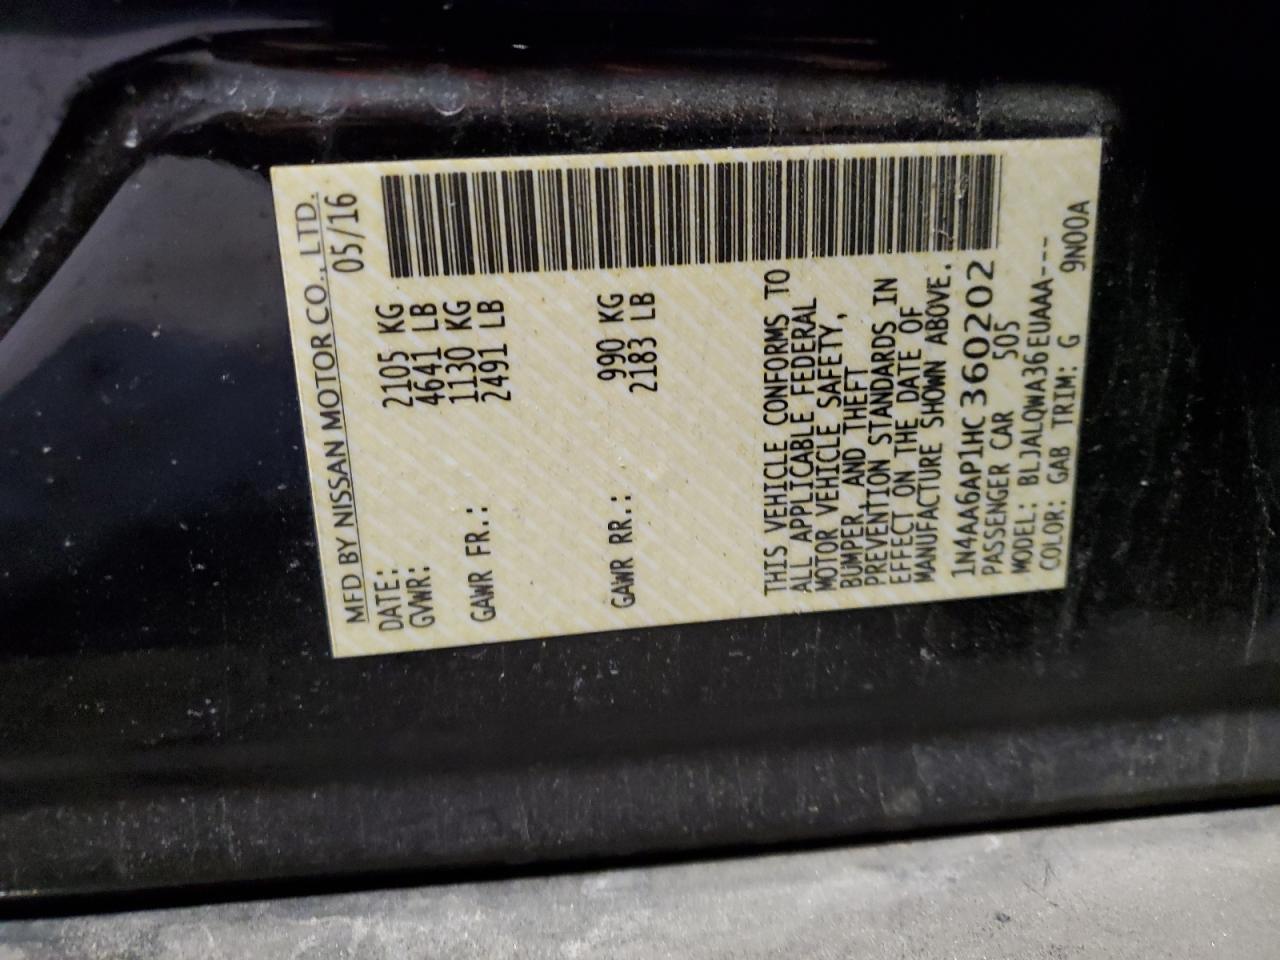 MFD BY NISSAN MOTOR CO., LTD.
DATE: 05/16
GVWR: 2105 KG
4641 LB
GAWR FR.: 1130 KG
2491 LB
GAWR RR.: 990 KG
2183 LB
THIS VEHICLE CONFORMS TO
ALL APPLICABLE FEDERAL
MOTOR VEHICLE SAFETY,
BUMPER, AND THEFT
PREVENTION STANDARDS IN
EFFECT ON THE DATE OF
MANUFACTURE SHOWN ABOVE.
1N4AA6AP1HC360202
PASSENGER CAR 505
MODEL: BLJALQWA36EUAAA---
COLOR: GAB TRIM: G 9N00A